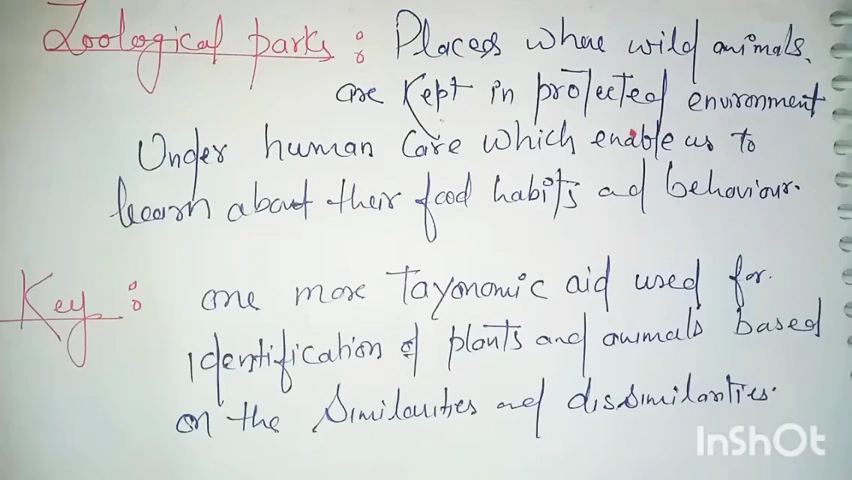 Zoological parks : Places where wild animals
are kept in protected environment
Under human care which enable us to
learn about their food habits and behaviour.
Key : one more taxonomic aid used for
identification of plants and animals based
on the similarities and dissimilarities.
InShOt